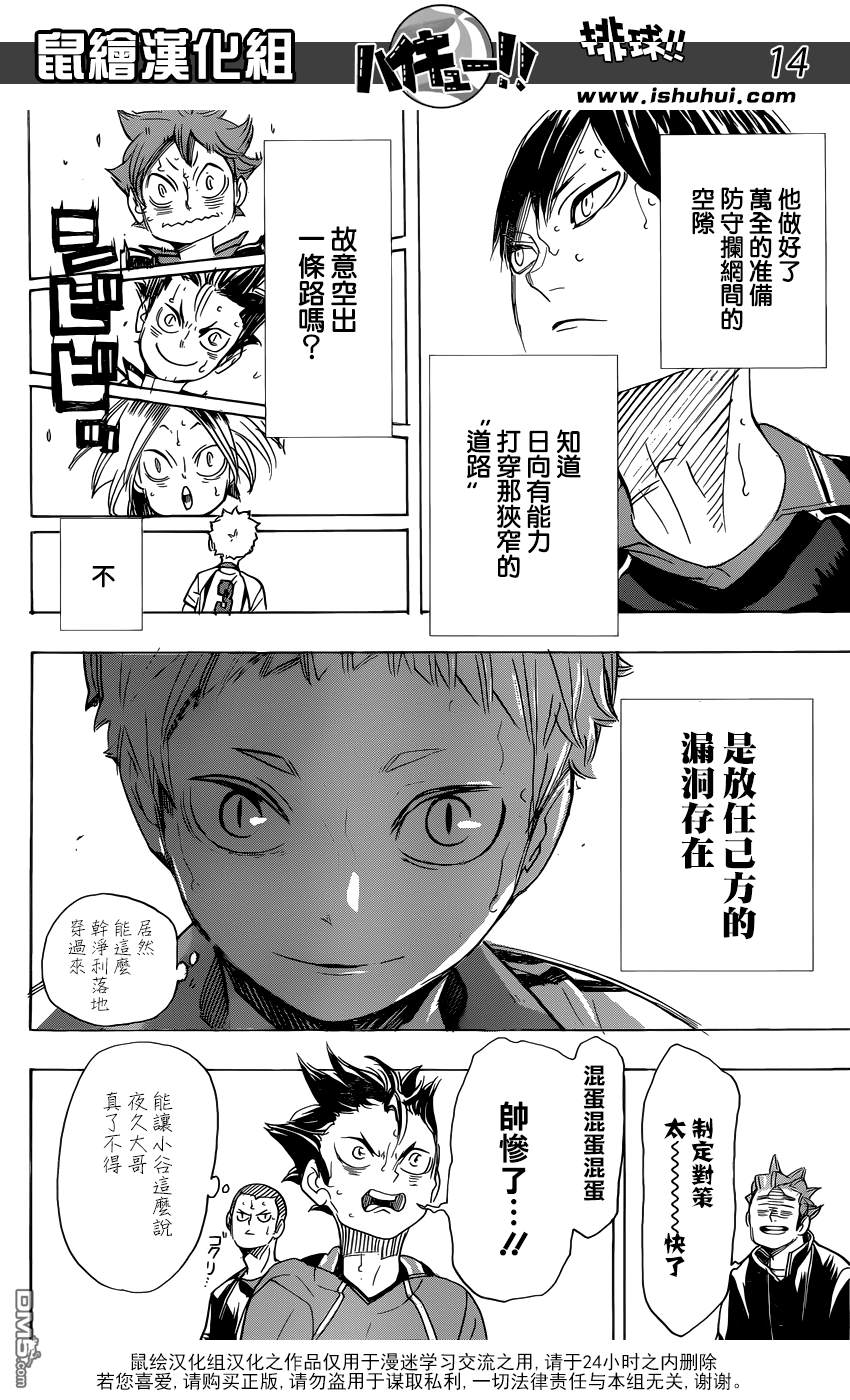 鼠繪漢化組
ハイキュー!!
排球!!
14
www.ishuhui.com
他做好了
萬全的准備
防守攔網間的
空隙
知道
日向有能力
打穿那狹窄的
“道路”
故意空出
一條路嗎?
不
是放任己方的
漏洞存在
居然
能這麼
幹淨利落地
穿過來
制定對策
太~~~~~~快了
混蛋混蛋混蛋
帥慘了…!!
ゴクリ…
能讓小谷這麼說
夜久大哥
真了不得
3
DM5.com
鼠绘汉化组汉化之作品仅用于漫迷学习交流之用, 请于24小时之内删除
若您喜爱, 请购买正版, 请勿用于谋取私利, 一切法律责任与本组无关, 谢谢。